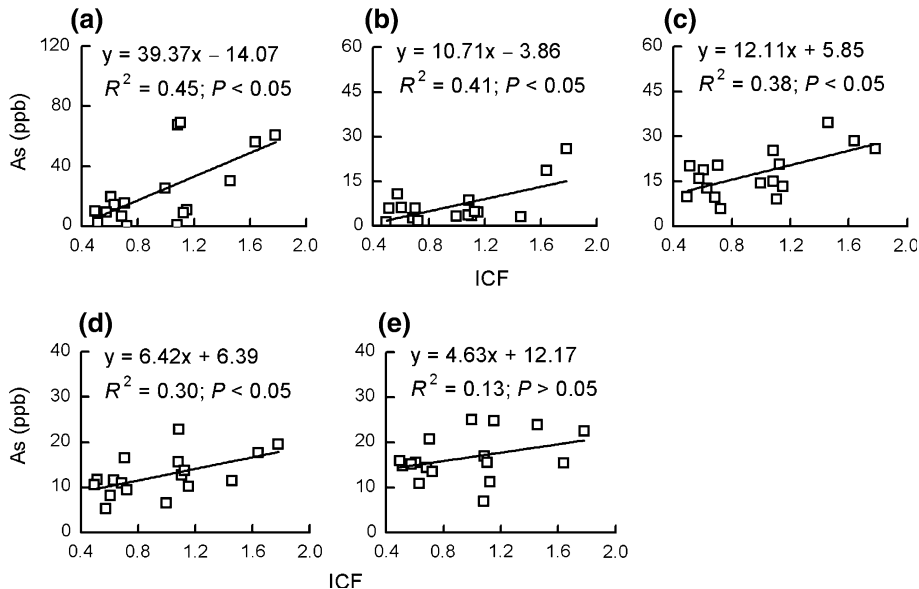 (a) (b) (c)
y = 39.37x – 14.07
R² = 0.45; P < 0.05
y = 10.71x – 3.86
R² = 0.41; P < 0.05
y = 12.11x + 5.85
R² = 0.38; P < 0.05
As (ppb)
120
80
40
0
60
45
30
15
0
60
45
30
15
0
0.4 0.8 1.2 1.6 2.0
0.4 0.8 1.2 1.6 2.0
0.4 0.8 1.2 1.6 2.0
ICF
(d) (e)
y = 6.42x + 6.39
R² = 0.30; P < 0.05
y = 4.63x + 12.17
R² = 0.13; P > 0.05
As (ppb)
40
30
20
10
0
40
30
20
10
0
0.4 0.8 1.2 1.6 2.0
0.4 0.8 1.2 1.6 2.0
ICF